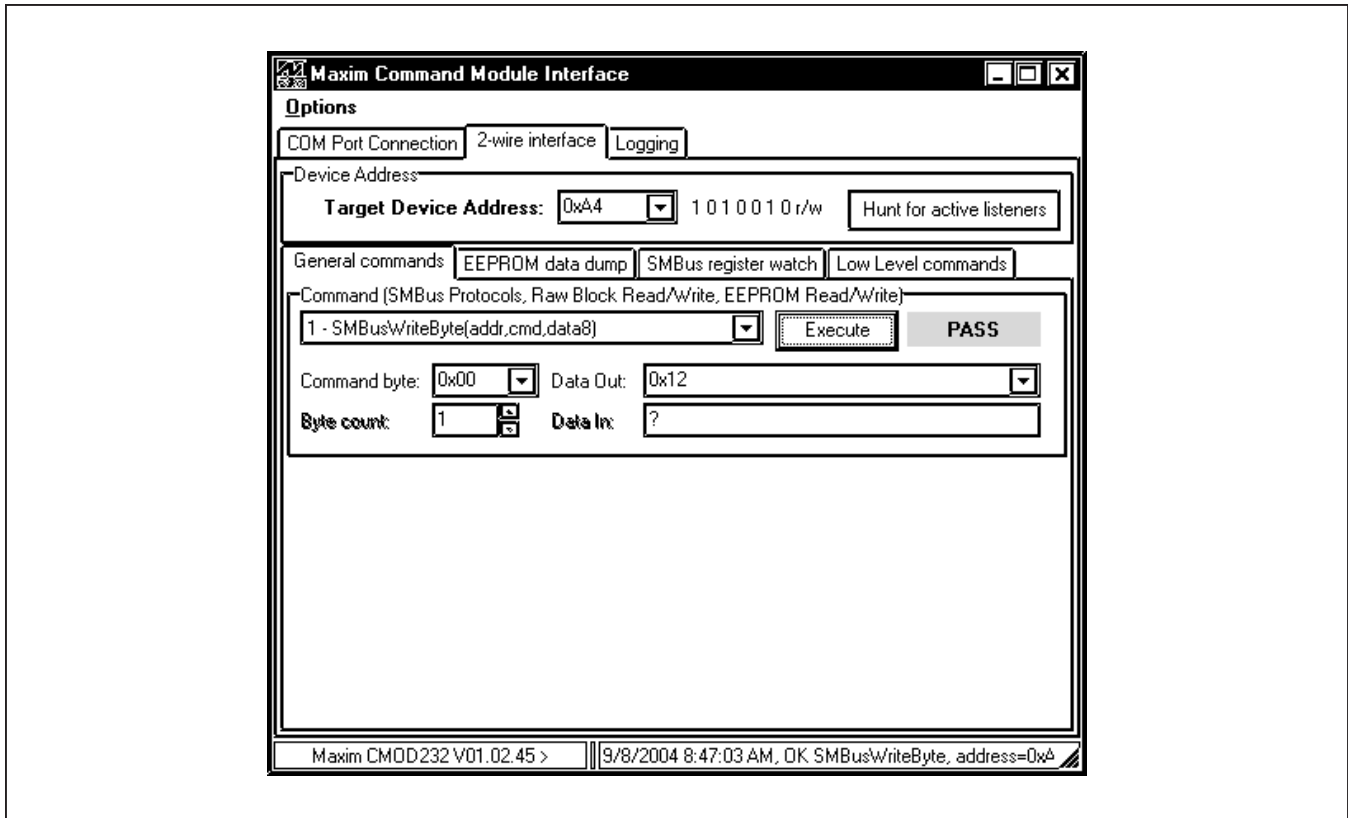 Maxim Command Module Interface
Options
COM Port Connection 2-wire interface Logging
Device Address
Target Device Address: 0xA4 1 0 1 0 0 1 0 r/w Hunt for active listeners
General commands EEPROM data dump SMBus register watch Low Level commands
Command (SMBus Protocols, Raw Block Read/Write, EEPROM Read/Write)
1 - SMBusWriteByte(addr,cmd,data8) Execute PASS
Command byte: 0x00 Data Out: 0x12
Byte count: 1 Data In: ?
Maxim CMOD232 V01.02.45 > 9/8/2004 8:47:03 AM, OK SMBusWriteByte, address=0xA